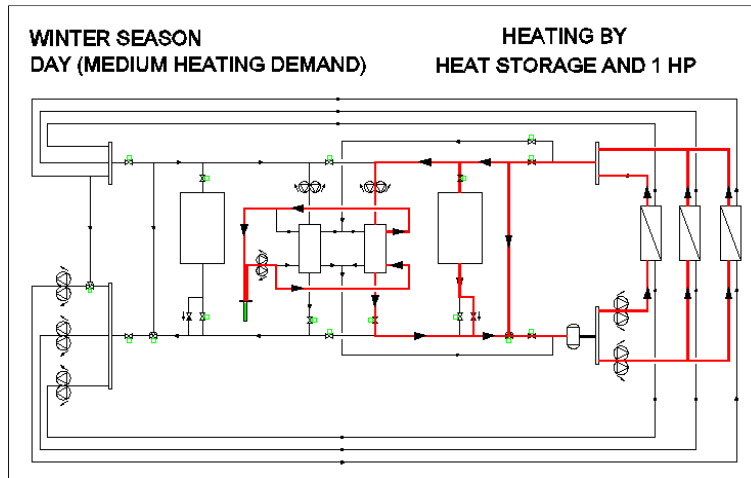 WINTER SEASON
DAY (MEDIUM HEATING DEMAND)
HEATING BY
HEAT STORAGE AND 1 HP